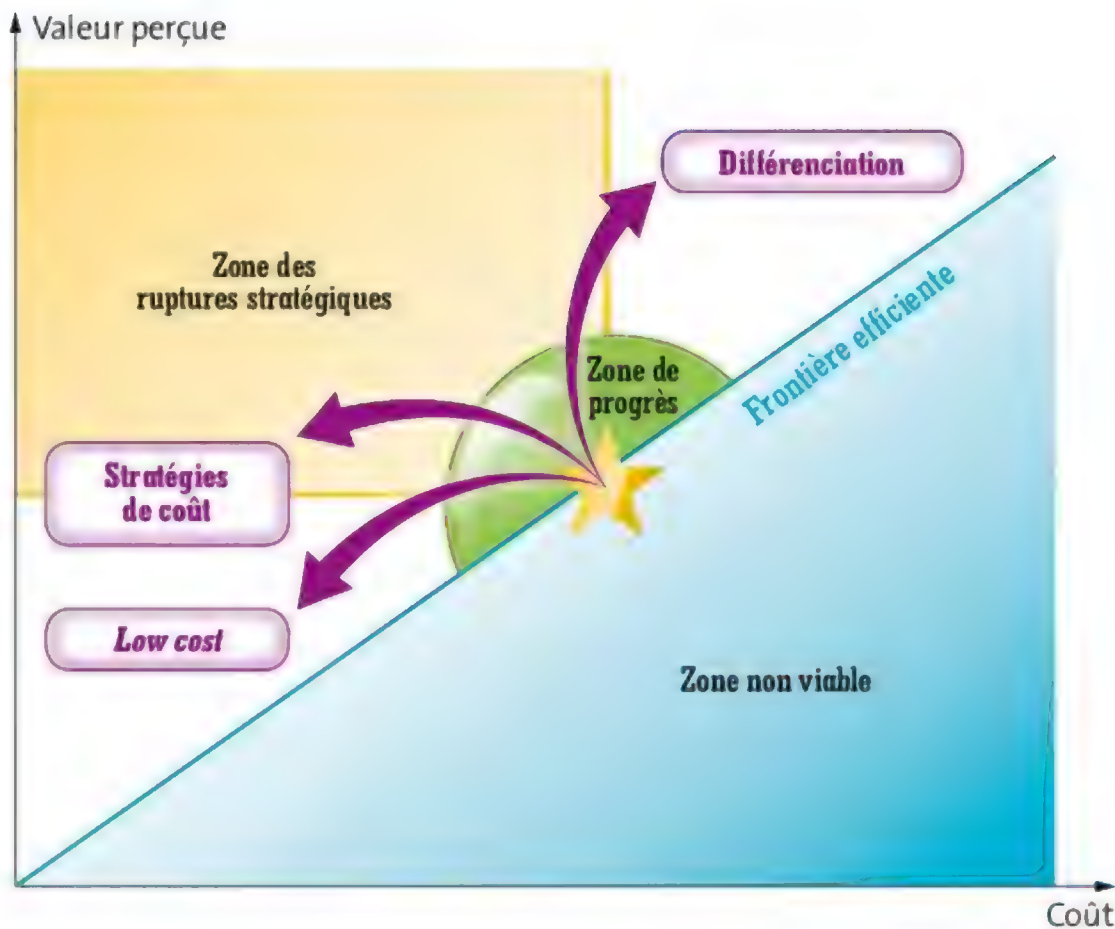 Valeur perçue
Différenciation
Zone des
ruptures stratégiques
Frontière efficiente
Zone de
progrès
Stratégies
de coût
Low cost
Zone non viable
Coût